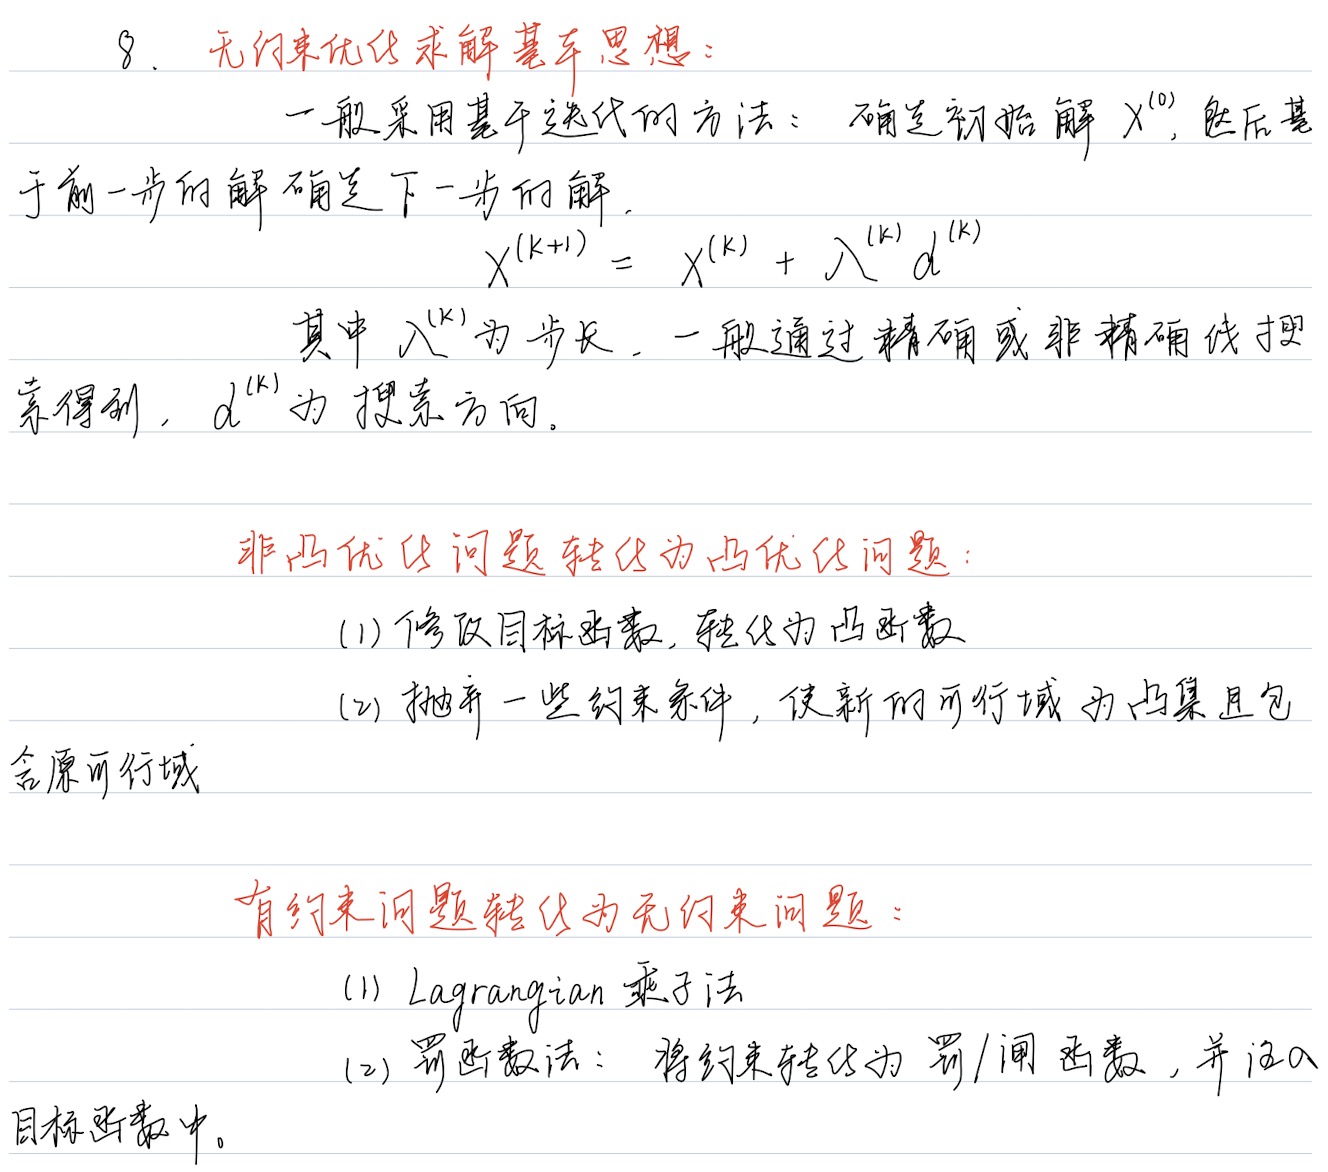 8. 无约束优化求解基本思想：
一般采用基于迭代的方法： 确定初始解 X^(0), 然后基
于前一步的解确定下一步的解.
X^(K+1) = X^(K) + λ^(K) d^(K)
其中 λ^(K) 为步长，一般通过精确或非精确线搜
索得到，d^(K) 为搜索方向。
非凸优化问题转化为凸优化问题：
(1) 修改目标函数，转化为凸函数
(2) 抛弃一些约束条件，使新的可行域为凸集且包
含原可行域
有约束问题转化为无约束问题：
(1) Lagrangian 乘子法
(2) 罚函数法： 将约束转化为 罚/闸 函数，并注入
目标函数中。